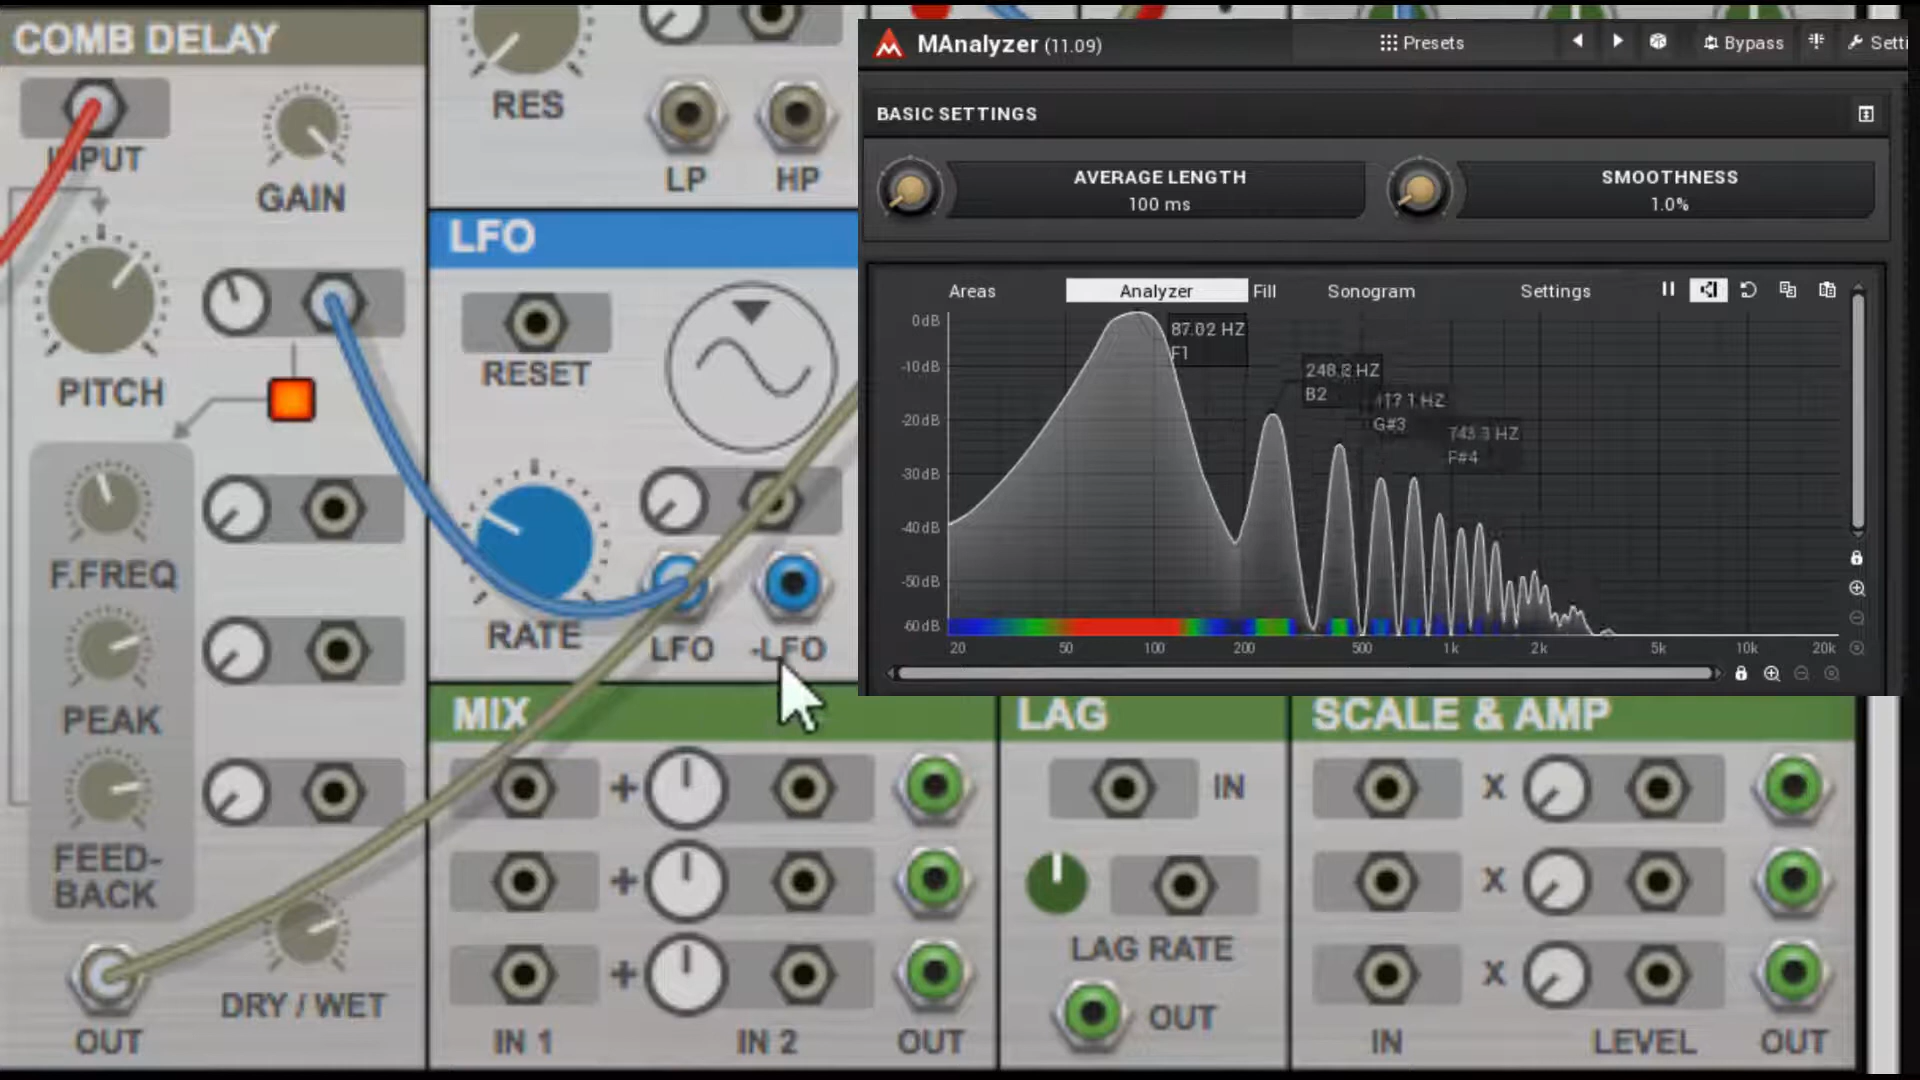 COMB DELAY
INPUT
GAIN
PITCH
F.FREQ
PEAK
FEED-
BACK
DRY / WET
OUT
RES
LP
HP
LFO
RESET
RATE
LFO
-LFO
MIX
+
+
+
IN 1
IN 2
OUT
LAG
IN
LAG RATE
OUT
SCALE & AMP
X
X
X
IN
LEVEL
OUT
MAnalyzer (11.09)
Presets
Bypass
Setti
BASIC SETTINGS
AVERAGE LENGTH
100 ms
SMOOTHNESS
1.0%
Areas
Analyzer
Fill
Sonogram
Settings
0dB
-10dB
-20dB
-30dB
-40dB
-50dB
-60dB
87.02 HZ
F1
HZ
B2
HZ
G#3
HZ
F#4
20
50
100
200
500
1k
2k
5k
10k
20k